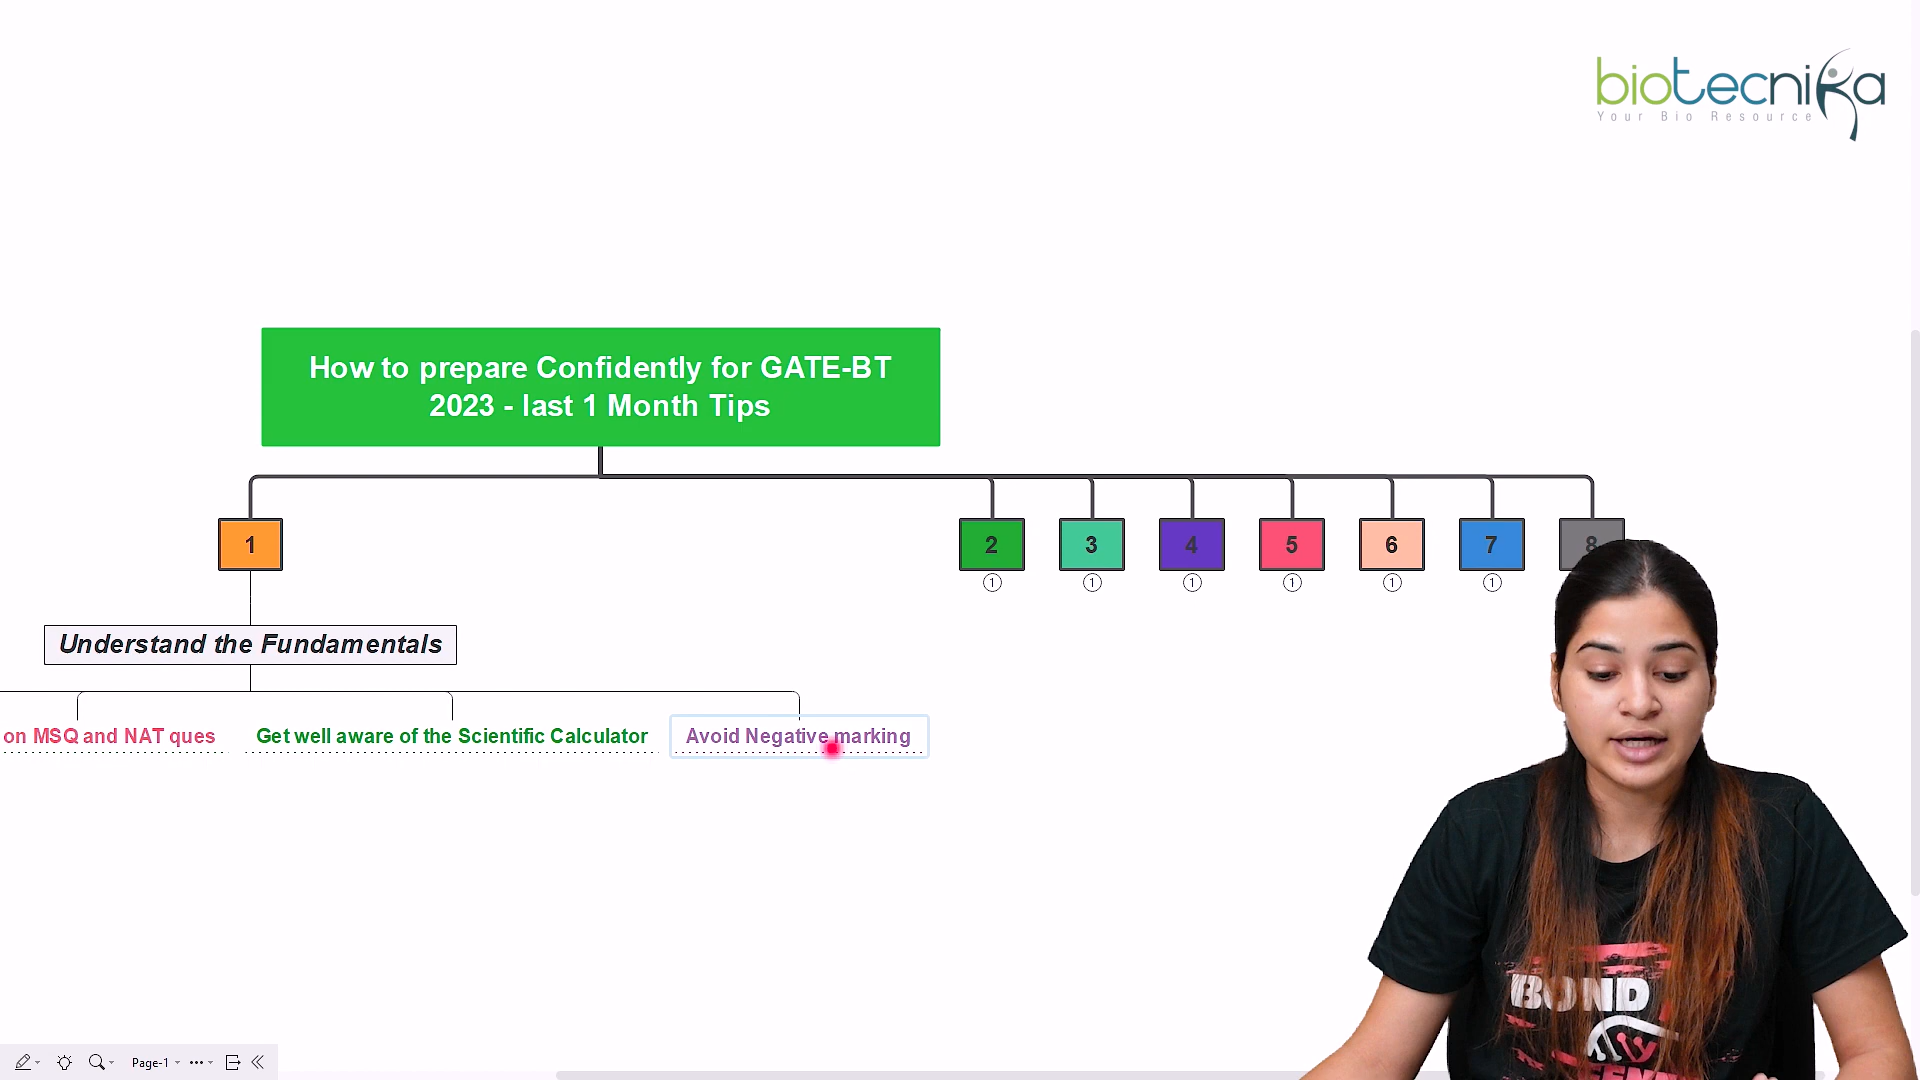 biotecnika
Your Bio Resource
How to prepare Confidently for GATE-BT
2023 - last 1 Month Tips
1
2
3
4
5
6
7
8
1
1
1
1
1
1
Understand the Fundamentals
on MSQ and NAT ques
Get well aware of the Scientific Calculator
Avoid Negative marking
BOND
Page-1